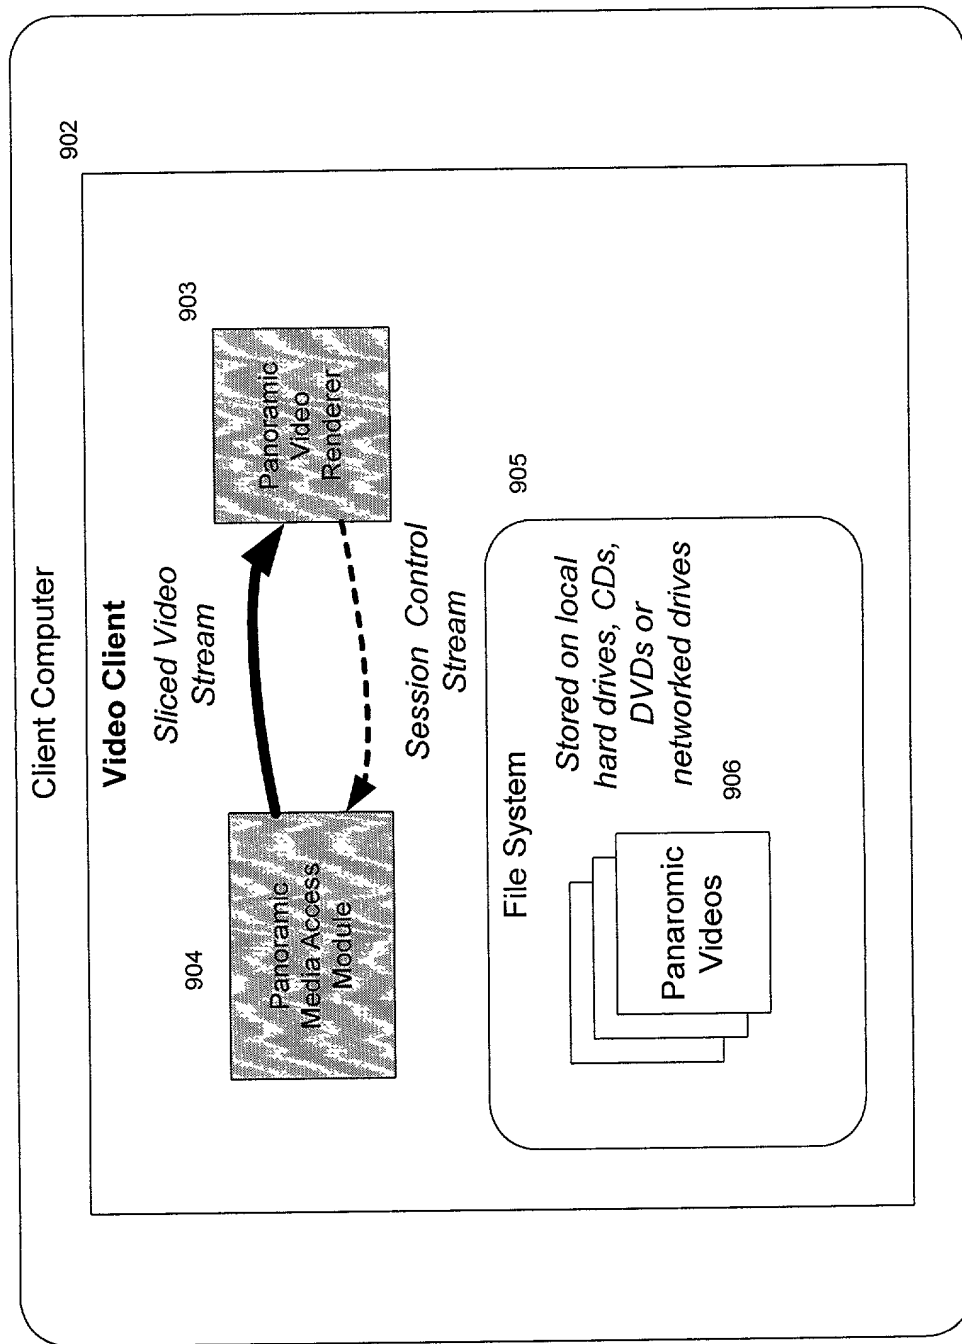 Client Computer
902
Video Client
Sliced Video
Stream
903
Panoramic
Video
Renderer
904
Panoramic
Media Access
Module
Session Control
Stream
905
File System
Stored on local
hard drives, CDs,
DVDs or
networked drives
906
Panaromic
Videos